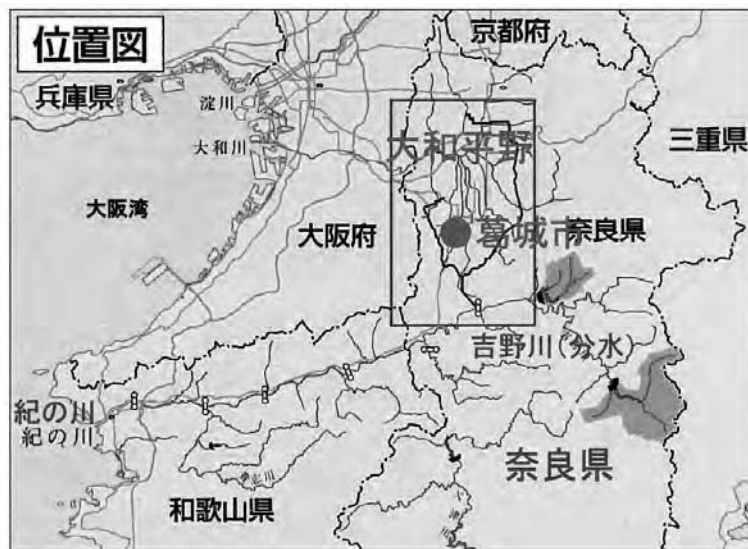 位置図
京都府
兵庫県
淀川
大和平野
三重県
大和川
大阪湾
大阪府
葛城市
奈良県
吉野川(分水)
紀の川
紀の川
奈良県
和歌山県